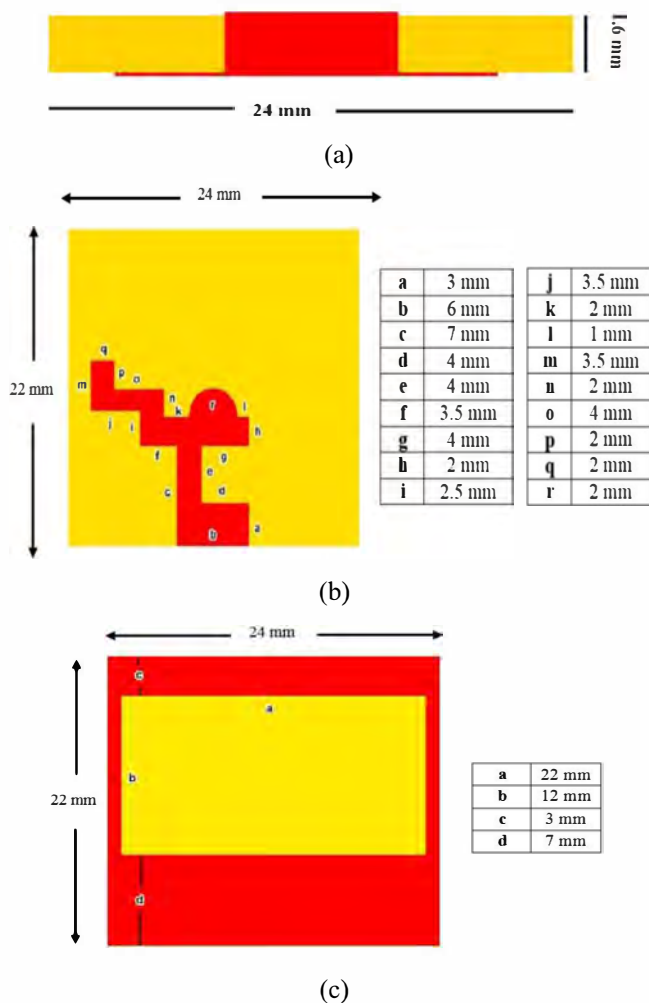 1.6 mm
24 mm
(a)
24 mm
22 mm
q
p
o
m
n
k
r
l
j
i
h
f
g
e
c
d
a
b
a 3 mm
b 6 mm
c 7 mm
d 4 mm
e 4 mm
f 3.5 mm
g 4 mm
h 2 mm
i 2.5 mm
j 3.5 mm
k 2 mm
l 1 mm
m 3.5 mm
n 2 mm
o 4 mm
p 2 mm
q 2 mm
r 2 mm
(b)
24 mm
22 mm
c
a
b
d
a 22 mm
b 12 mm
c 3 mm
d 7 mm
(c)